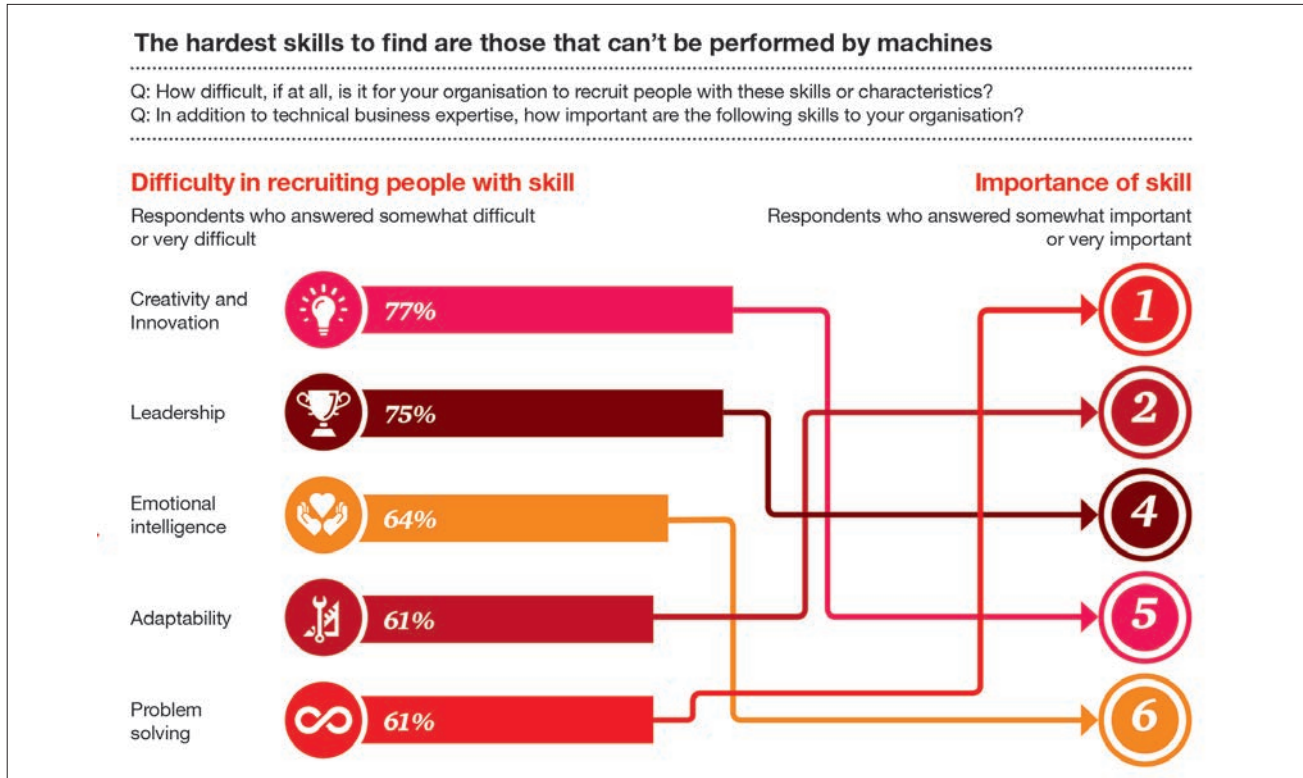 The hardest skills to find are those that can’t be performed by machines
Q: How difficult, if at all, is it for your organisation to recruit people with these skills or characteristics?
Q: In addition to technical business expertise, how important are the following skills to your organisation?
Difficulty in recruiting people with skill
Respondents who answered somewhat difficult
or very difficult
Importance of skill
Respondents who answered somewhat important
or very important
Creativity and
Innovation
77%
1
Leadership
75%
2
Emotional
intelligence
64%
4
Adaptability
61%
5
Problem
solving
61%
6